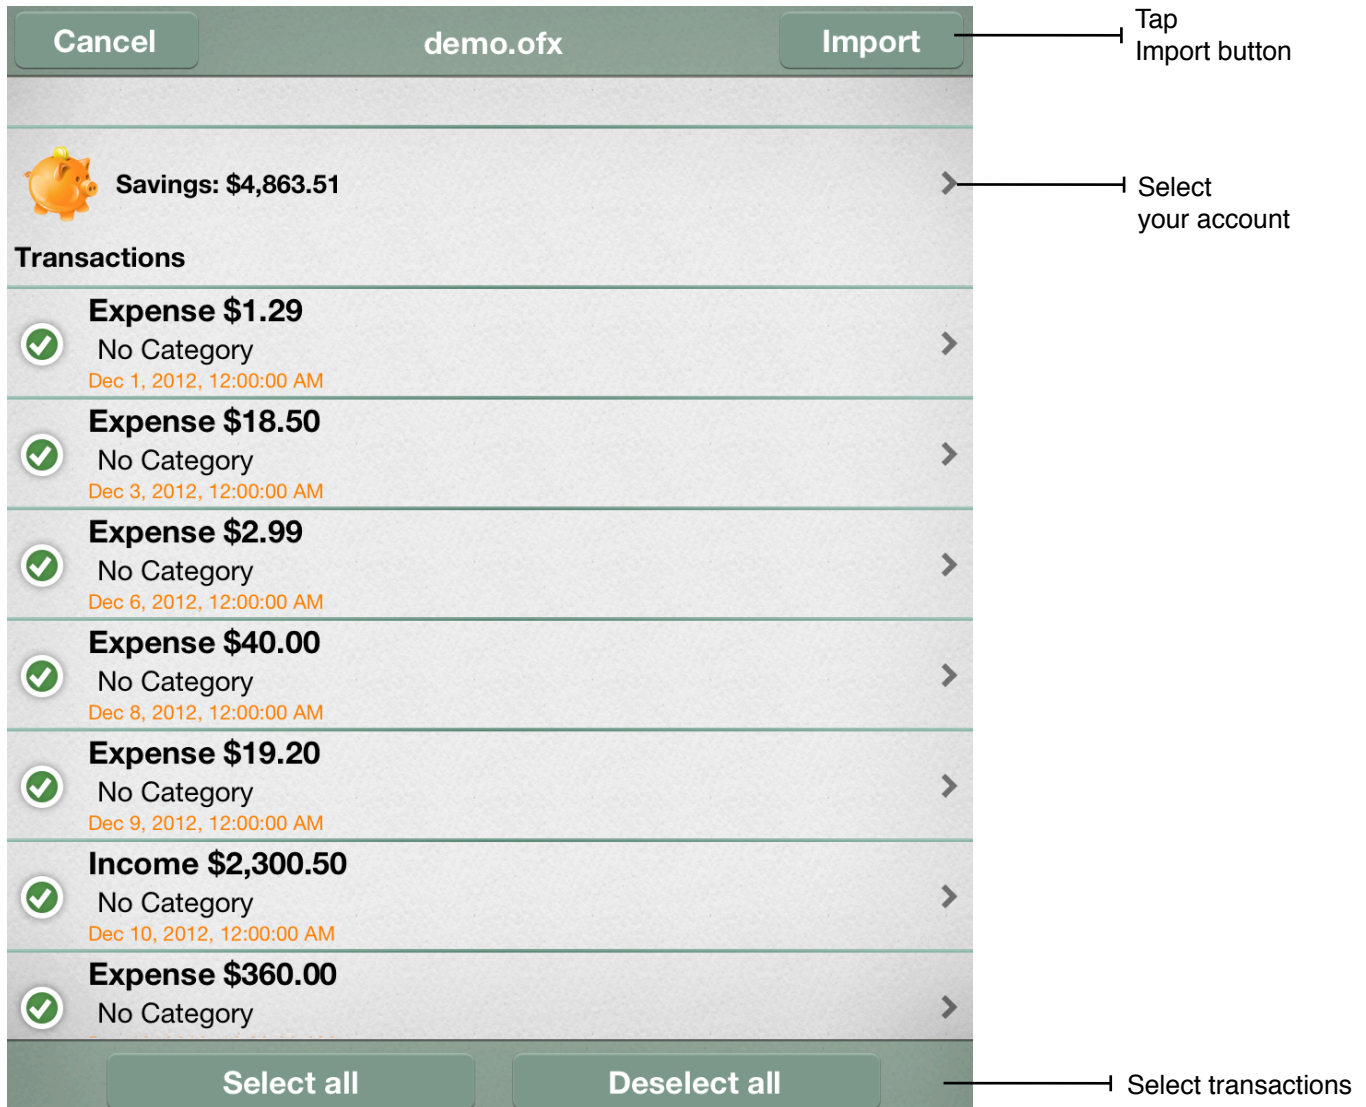 Cancel
demo.ofx
Import
Tap
Import button
Savings: $4,863.51
Select
your account
Transactions
Expense $1.29
No Category
Dec 1, 2012, 12:00:00 AM
Expense $18.50
No Category
Dec 3, 2012, 12:00:00 AM
Expense $2.99
No Category
Dec 6, 2012, 12:00:00 AM
Expense $40.00
No Category
Dec 8, 2012, 12:00:00 AM
Expense $19.20
No Category
Dec 9, 2012, 12:00:00 AM
Income $2,300.50
No Category
Dec 10, 2012, 12:00:00 AM
Expense $360.00
No Category
Select all
Deselect all
Select transactions